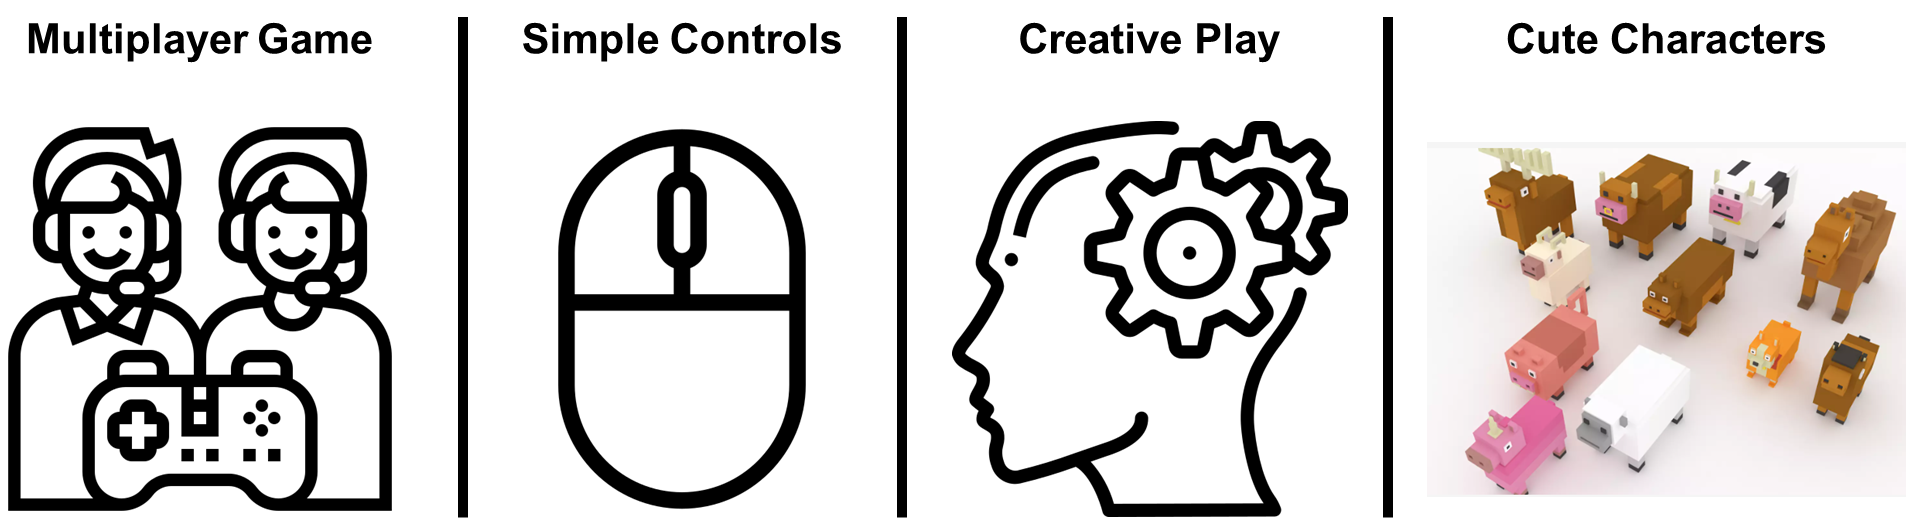 Multiplayer Game
Simple Controls
Creative Play
Cute Characters